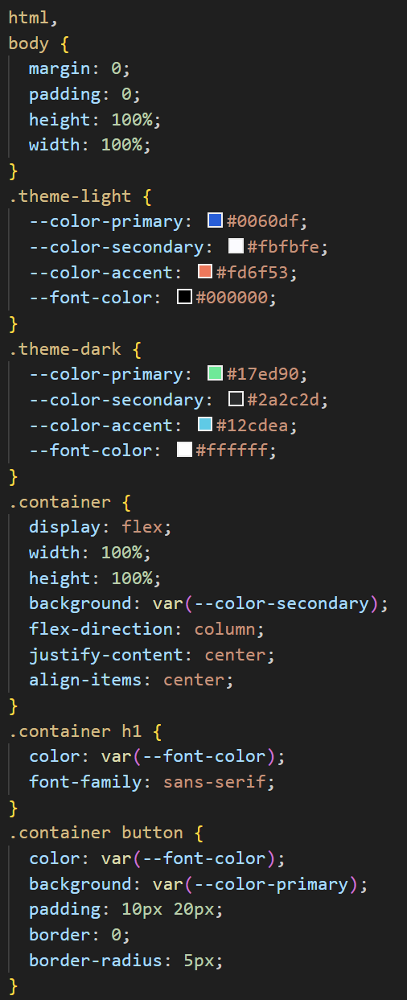 html,
body {
  margin: 0;
  padding: 0;
  height: 100%;
  width: 100%;
}
.theme-light {
  --color-primary: #0060df;
  --color-secondary: #fbfbfe;
  --color-accent: #fd6f53;
  --font-color: #000000;
}
.theme-dark {
  --color-primary: #17ed90;
  --color-secondary: #2a2c2d;
  --color-accent: #12cdea;
  --font-color: #ffffff;
}
.container {
  display: flex;
  width: 100%;
  height: 100%;
  background: var(--color-secondary);
  flex-direction: column;
  justify-content: center;
  align-items: center;
}
.container h1 {
  color: var(--font-color);
  font-family: sans-serif;
}
.container button {
  color: var(--font-color);
  background: var(--color-primary);
  padding: 10px 20px;
  border: 0;
  border-radius: 5px;
}